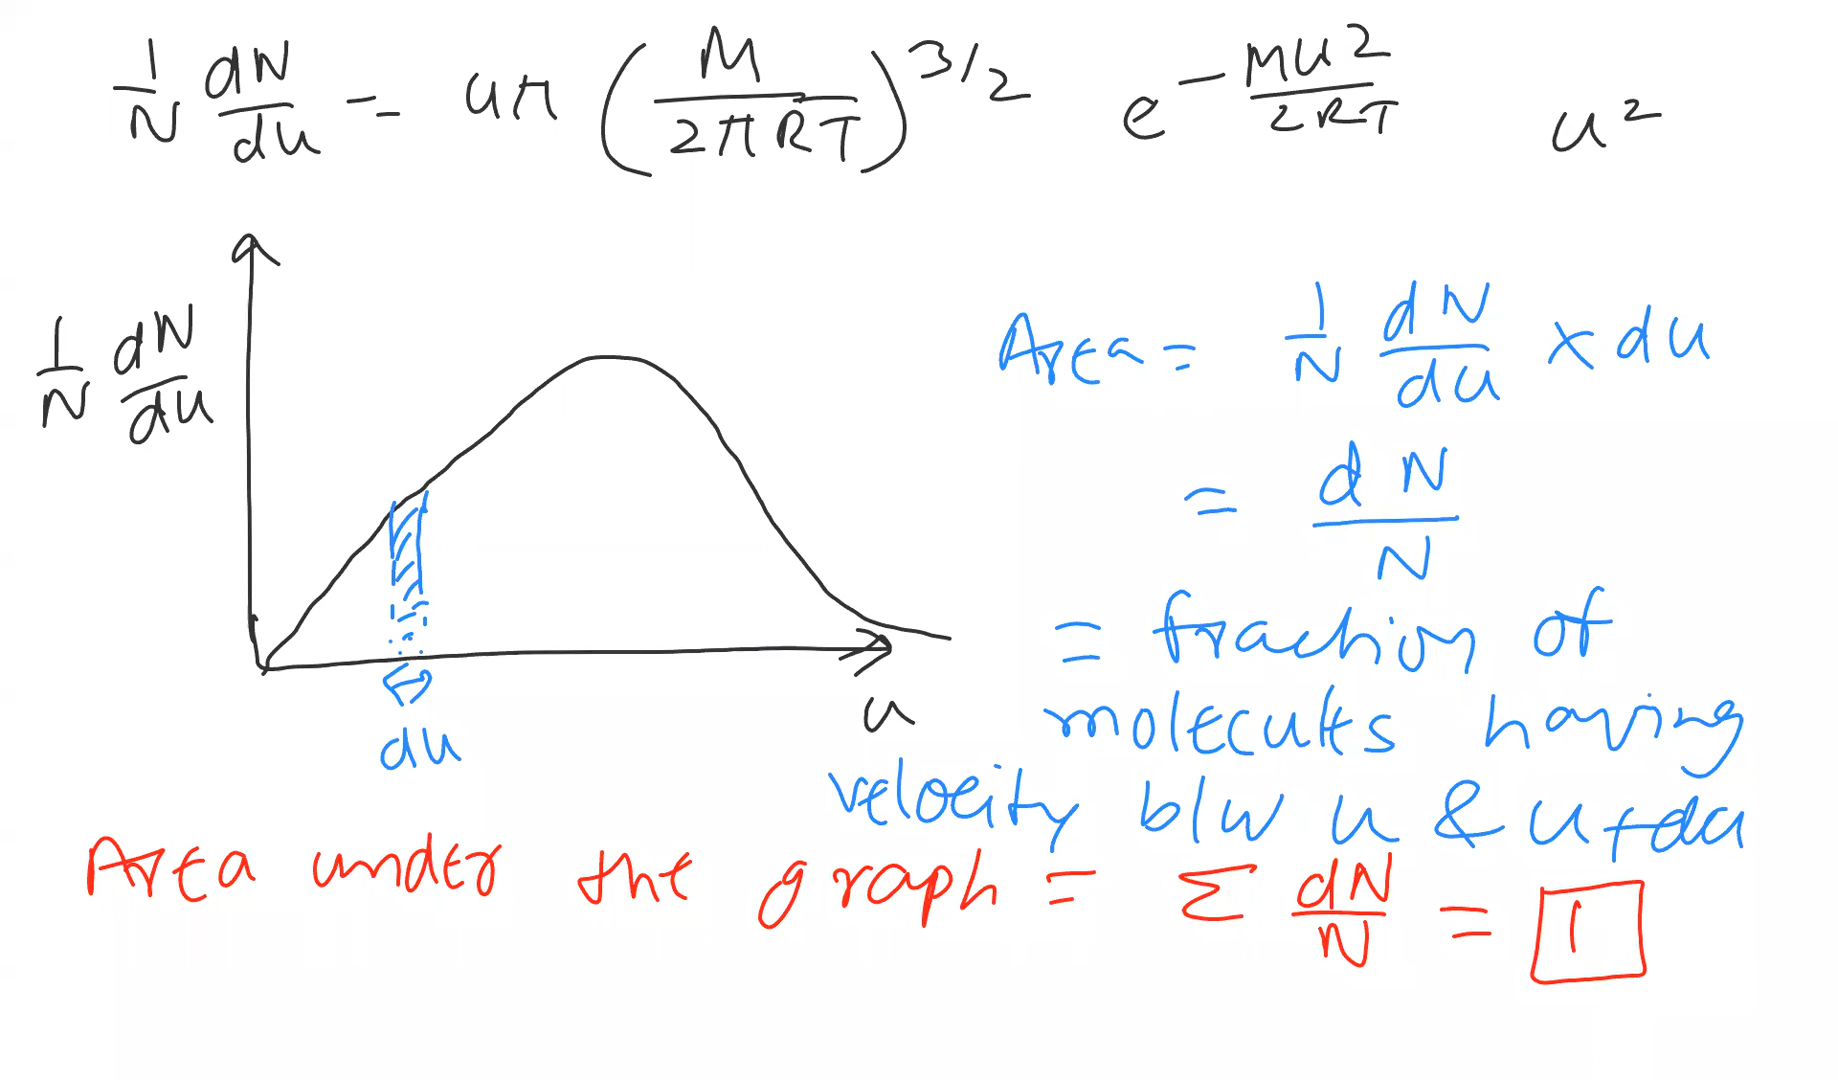 1/N dN/du = 4π (M/2πRT)^3/2 e^-Mu²/2RT u²
1/N dN/du
Area = 1/N dN/du × du
= dN/N
= fraction of
molecules having
velocity b/w u & u+du
u
du
Area under the graph = Σ dN/N = 1